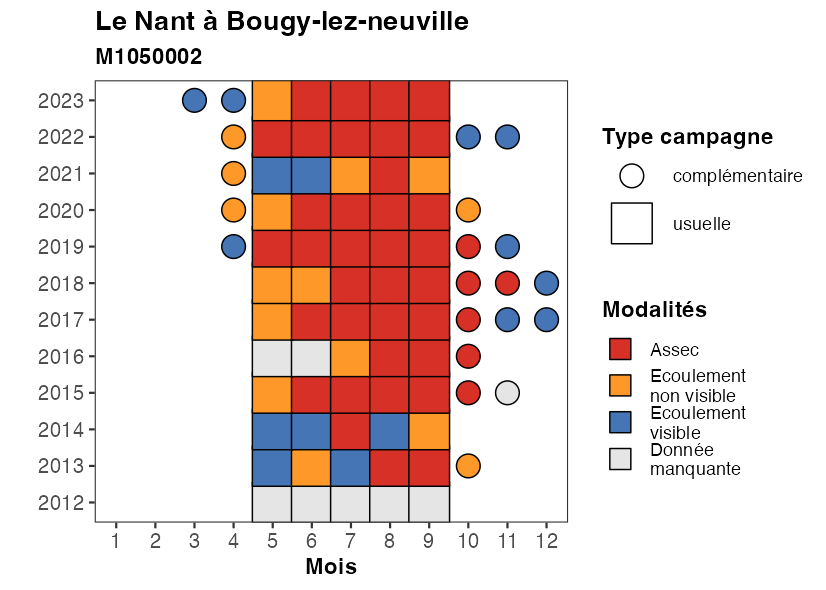 Le Nant à Bougy-lez-neuville
M1050002
2023
2022
2021
2020
2019
2018
2017
2016
2015
2014
2013
2012
1 2 3 4 5 6 7 8 9 10 11 12
Mois
Type campagne
complémentaire
usuelle
Modalités
Assec
Ecoulement
non visible
Ecoulement
visible
Donnée
manquante